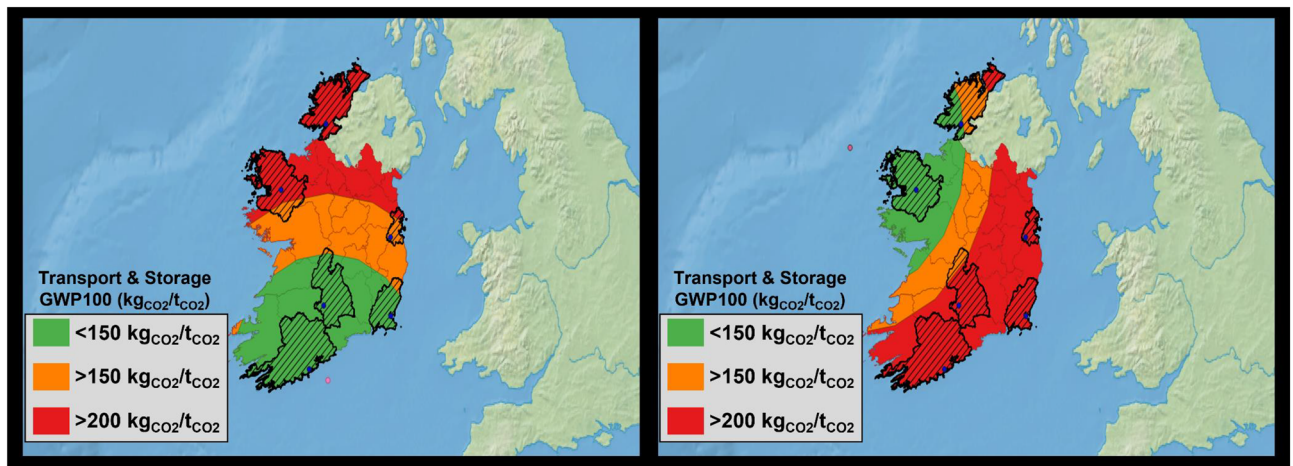 Transport & Storage
GWP100 (kgCO2/tCO2)
<150 kgCO2/tCO2
>150 kgCO2/tCO2
>200 kgCO2/tCO2
Transport & Storage
GWP100 (kgCO2/tCO2)
<150 kgCO2/tCO2
>150 kgCO2/tCO2
>200 kgCO2/tCO2